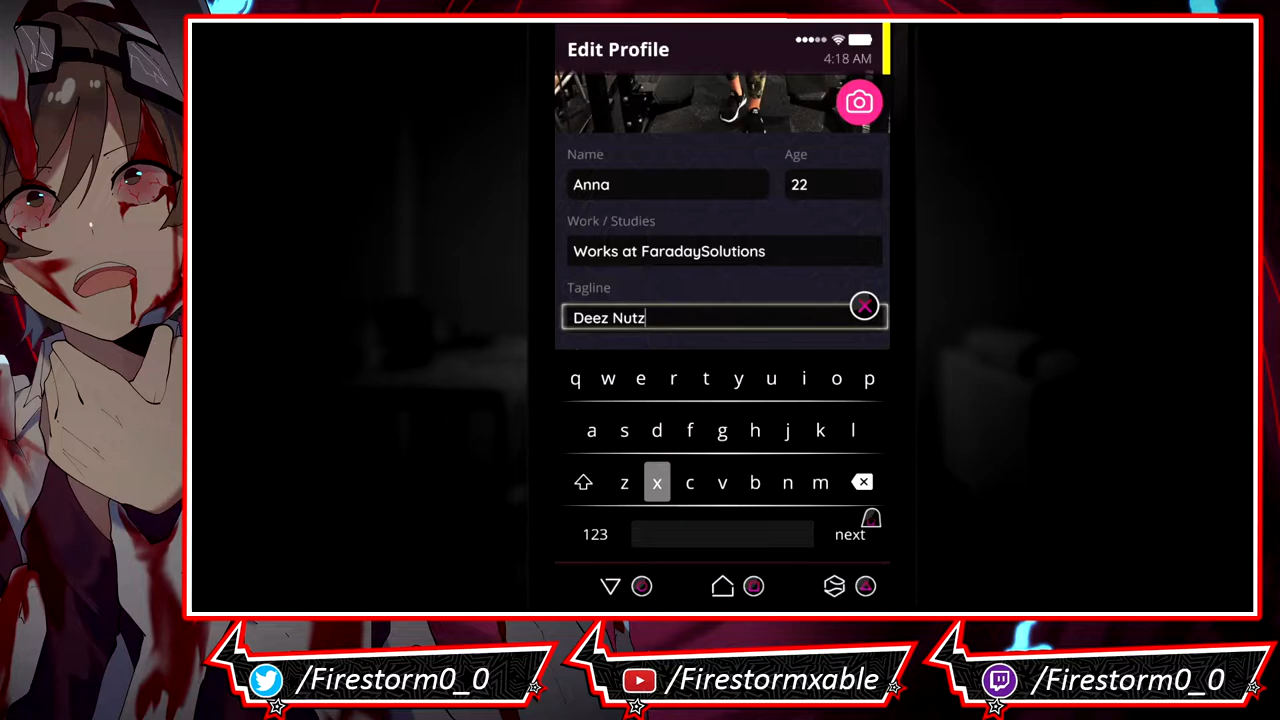 Edit Profile
4:18 AM
Name
Age
Anna
22
Work / Studies
Works at FaradaySolutions
Tagline
Deez Nutz
q w e r t y u i o p
a s d f g h j k l
z x c v b n m
123
next
/Firestorm0_0
/Firestormxable
/Firestorm0_0